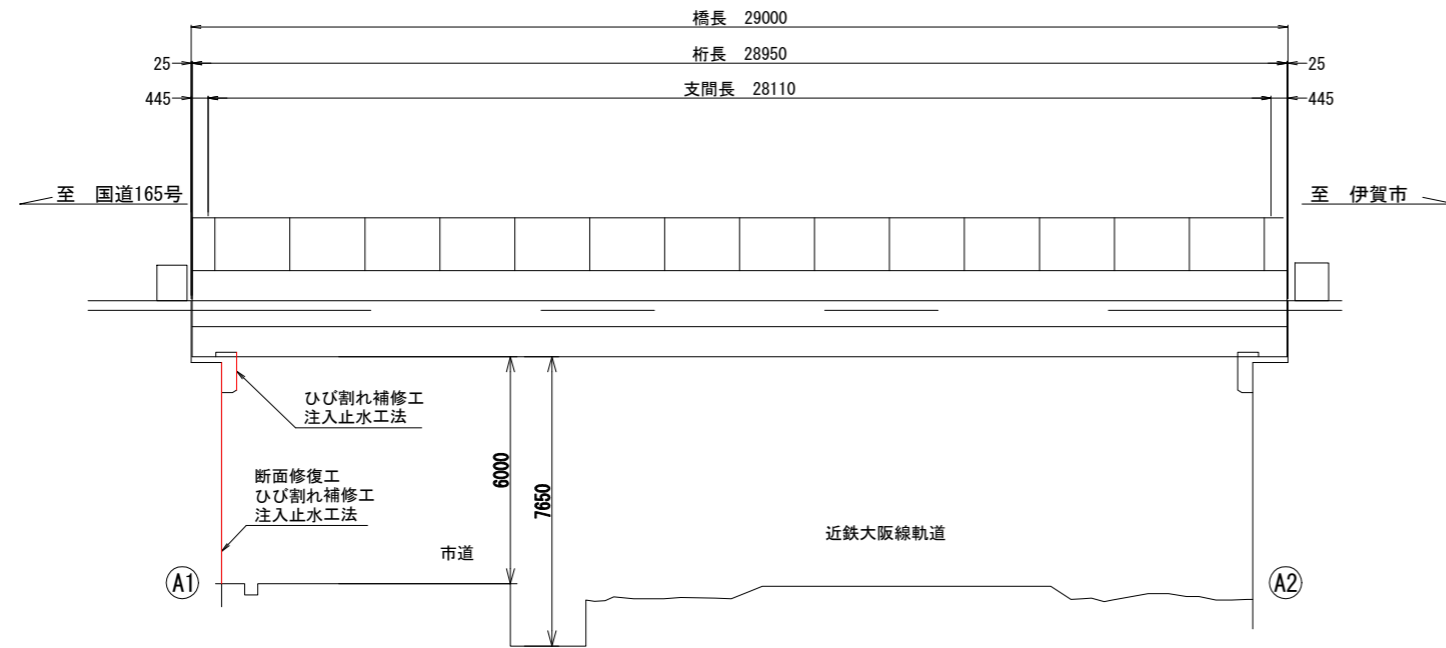 橋長 29000
桁長 28950
25
25
支間長 28110
445
445
至 国道165号
至 伊賀市
ひび割れ補修工
注入止水工法
断面修復工
ひび割れ補修工
注入止水工法
6000
7650
市道
近鉄大阪線軌道
A1
A2